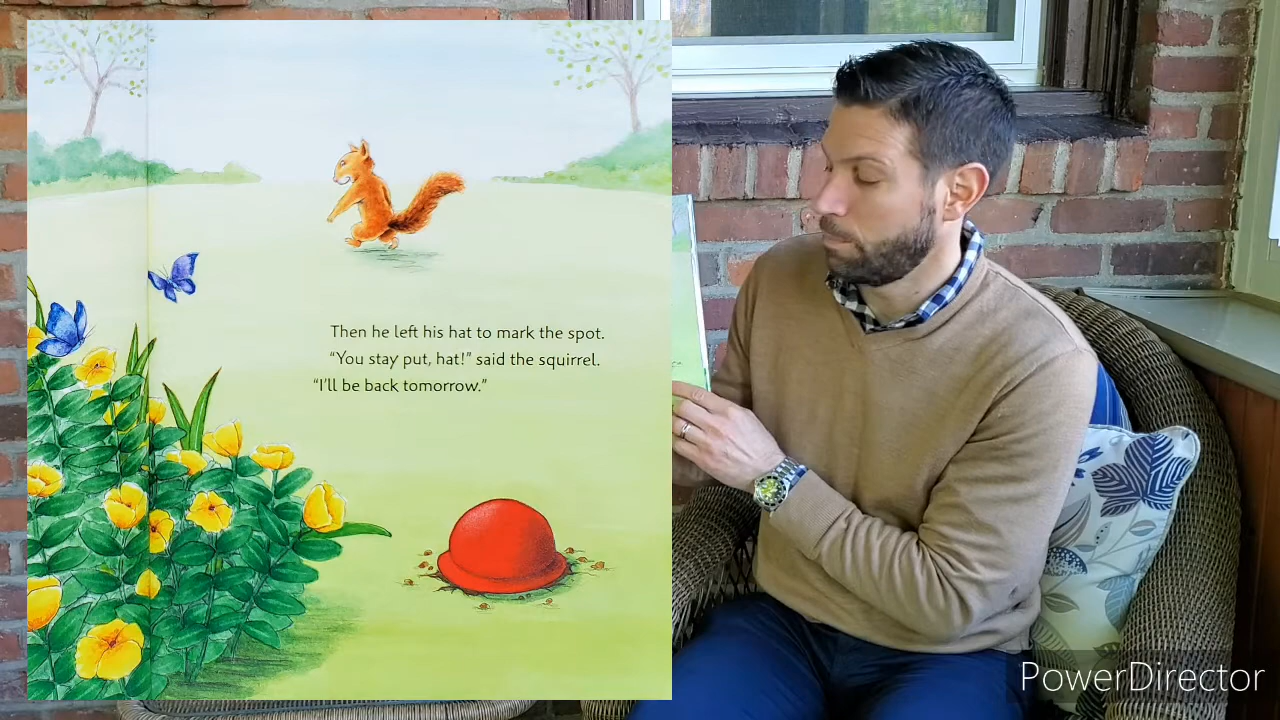 Then he left his hat to mark the spot.
“You stay put, hat!” said the squirrel.
“I’ll be back tomorrow.”
PowerDirector